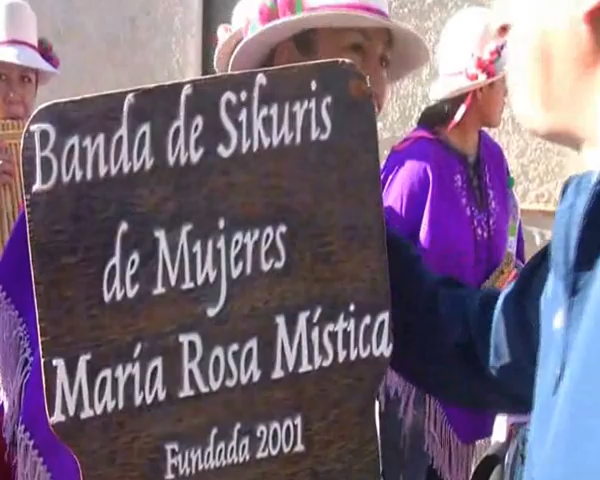 Banda de Sikuris
de Mujeres
María Rosa Mística
Fundada 2001